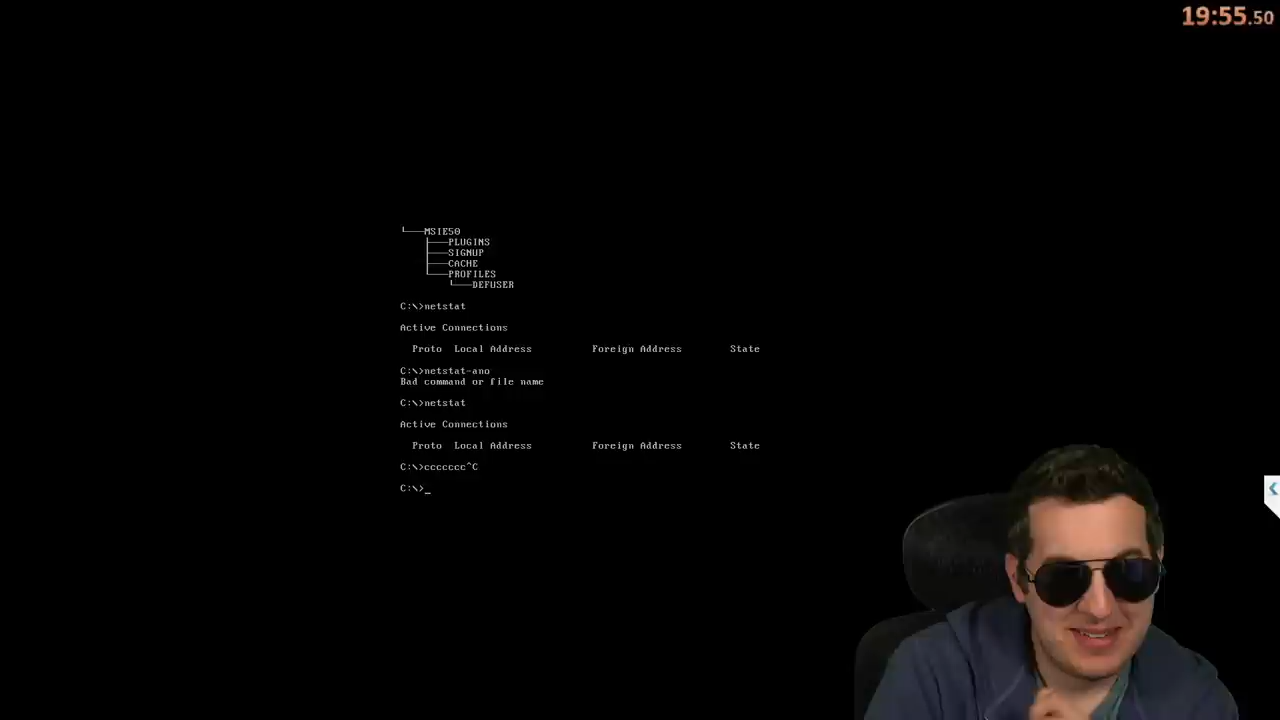 19:55.50
└───MSIE50
    ├───PLUGINS
    ├───SIGNUP
    ├───CACHE
    └───PROFILES
        └───DEFUSER
C:\>netstat
Active Connections
  Proto  Local Address          Foreign Address        State
C:\>netstat-ano
Bad command or file name
C:\>netstat
Active Connections
  Proto  Local Address          Foreign Address        State
C:\>ccccccc^C
C:\>_